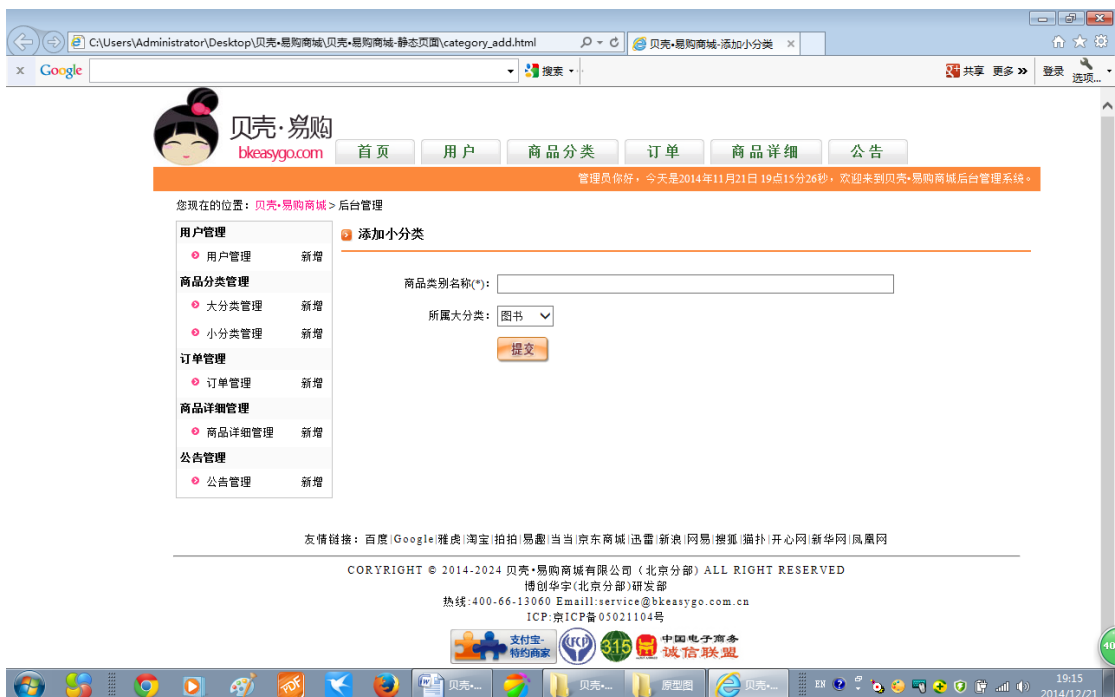 C:\Users\Administrator\Desktop\贝壳•易购商城\贝壳•易购商城-静态页面\category_add.html
贝壳•易购商城-添加小分类 ×
x Google 搜索 共享 更多 » 登录 选项...
贝壳·易购
bkeasygo.com
首页 用户 商品分类 订单 商品详细 公告
管理员你好，今天是2014年11月21日 19点15分26秒，欢迎来到贝壳•易购商城后台管理系统。
您现在的位置：贝壳•易购商城 > 后台管理
用户管理
用户管理 新增
商品分类管理
大分类管理 新增
小分类管理 新增
订单管理
订单管理 新增
商品详细管理
商品详细管理 新增
公告管理
公告管理 新增
添加小分类
商品类别名称(*)：
所属大分类： 图书
提交
友情链接：百度|Google|雅虎|淘宝|拍拍|易趣|当当|京东商城|迅雷|新浪|网易|搜狐|猫扑|开心网|新华网|凤凰网
CORYRIGHT © 2014-2024 贝壳•易购商城有限公司（北京分部）ALL RIGHT RESERVED
博创华宇(北京分部)研发部
热线:400-66-13060 Emaill:service@bkeasygo.com.cn
ICP:京ICP备05021104号
支付宝-
特约商家
315
中国电子商务
诚信联盟
40
贝壳•... 贝壳•... 原型图 贝壳•... EN 19:15
2014/12/21